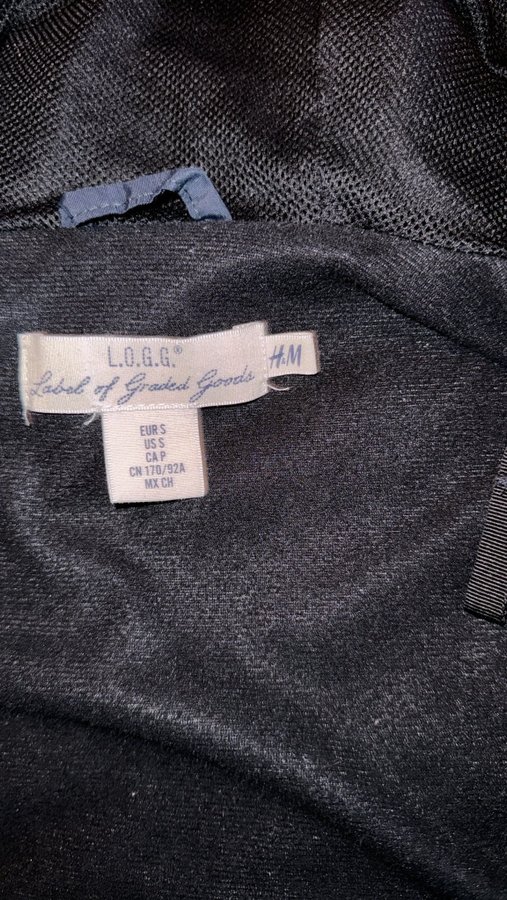 L.O.G.G.®
Label of Graded Goods
H&M
EUR S
US S
CA P
CN 170/92A
MX CH